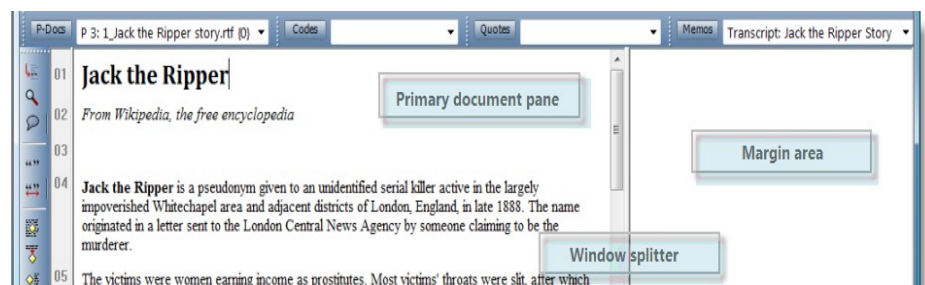 P-Docs P 3: 1_Jack the Ripper story.rtf {0} Codes Quotes Memos Transcript: Jack the Ripper Story
01 Jack the Ripper
Primary document pane
02 From Wikipedia, the free encyclopedia
03
Margin area
04 Jack the Ripper is a pseudonym given to an unidentified serial killer active in the largely
impoverished Whitechapel area and adjacent districts of London, England, in late 1888. The name
originated in a letter sent to the London Central News Agency by someone claiming to be the
murderer.
Window splitter
05 The victims were women earning income as prostitutes. Most victims' throats were slit, after which